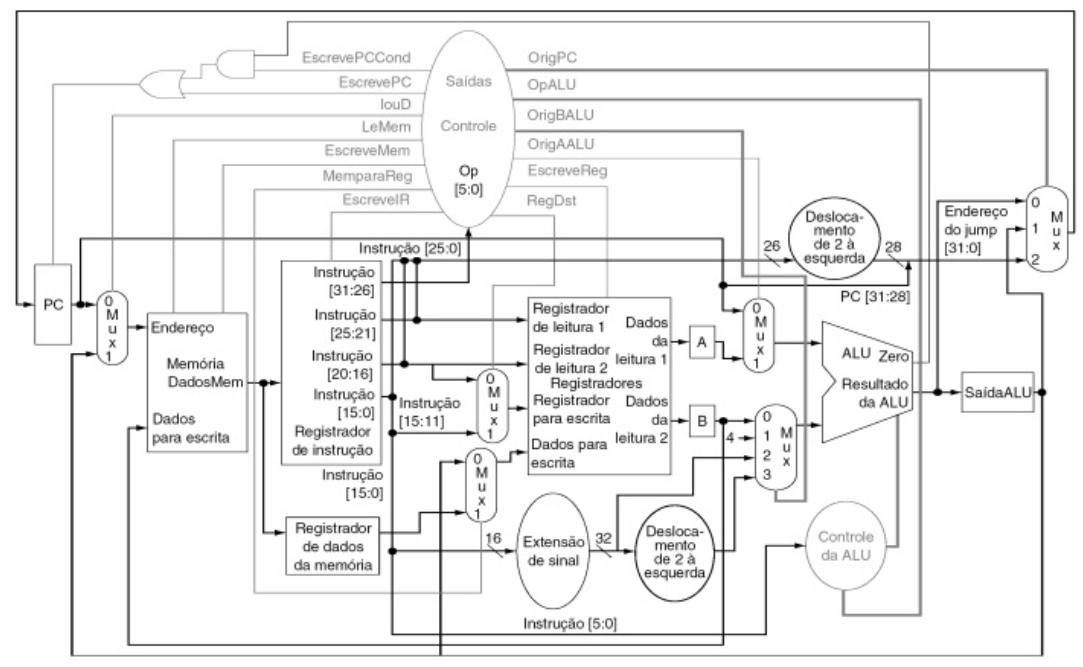 EscrevePCCond
EscrevePC
IouD
LeMem
EscreveMem
MemparaReg
EscreveIR
Saídas
Controle
Op
[5:0]
OrigPC
OpALU
OrigBALU
OrigAALU
EscreveReg
RegDst
Instrução [25:0]
26
Desloca-
mento
de 2 à
esquerda
28
Endereço
do jump
[31:0]
0
1
2
M
u
x
PC [31:28]
PC
0
M
u
x
1
Endereço
Memória
DadosMem
Dados
para escrita
Instrução
[31:26]
Instrução
[25:21]
Instrução
[20:16]
Instrução
[15:0]
Registrador
de instrução
Instrução
[15:11]
Instrução
[15:0]
Registrador
de dados
da memória
0
M
u
x
1
0
M
u
x
1
Registrador
de leitura 1
Registrador
de leitura 2
Registradores
Registrador
para escrita
Dados para
escrita
Dados
da
leitura 1
Dados
da
leitura 2
A
B
4
0
M
u
x
1
0
1
2
3
M
u
x
ALU
Zero
Resultado
da ALU
SaídaALU
16
Extensão
de sinal
32
Desloca-
mento
de 2 à
esquerda
Controle
da ALU
Instrução [5:0]